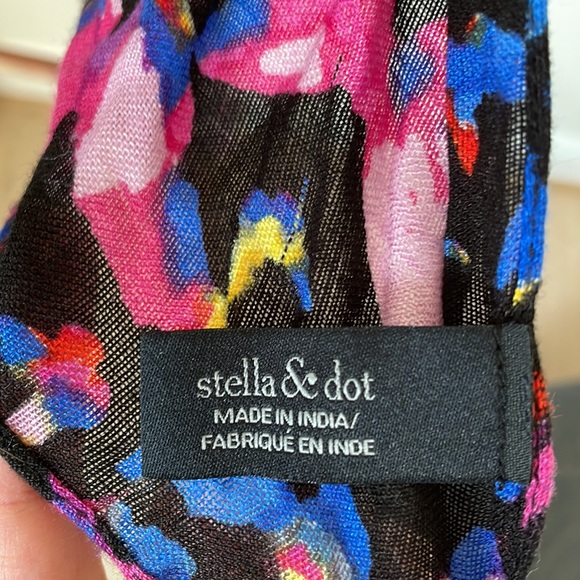 stella & dot
MADE IN INDIA/
FABRIQUÉ EN INDE